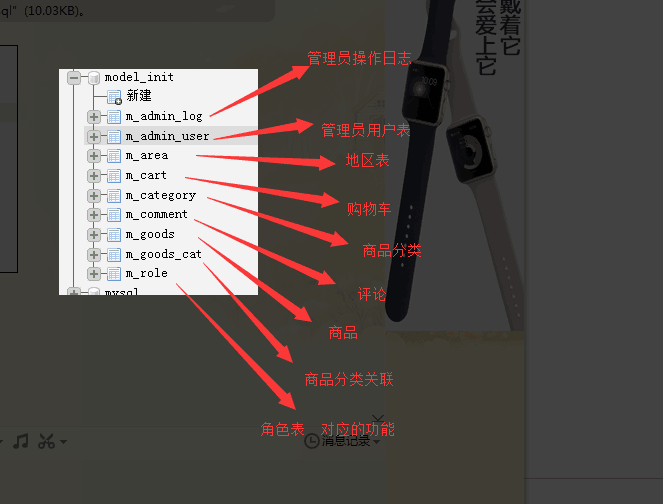 ql" (10.03KB)。
戴着它
会爱上它
model_init
新建
m_admin_log
m_admin_user
m_area
m_cart
m_category
m_comment
m_goods
m_goods_cat
m_role
mysql
管理员操作日志
管理员用户表
地区表
购物车
商品分类
评论
商品
商品分类关联
角色表 对应的功能
消息记录